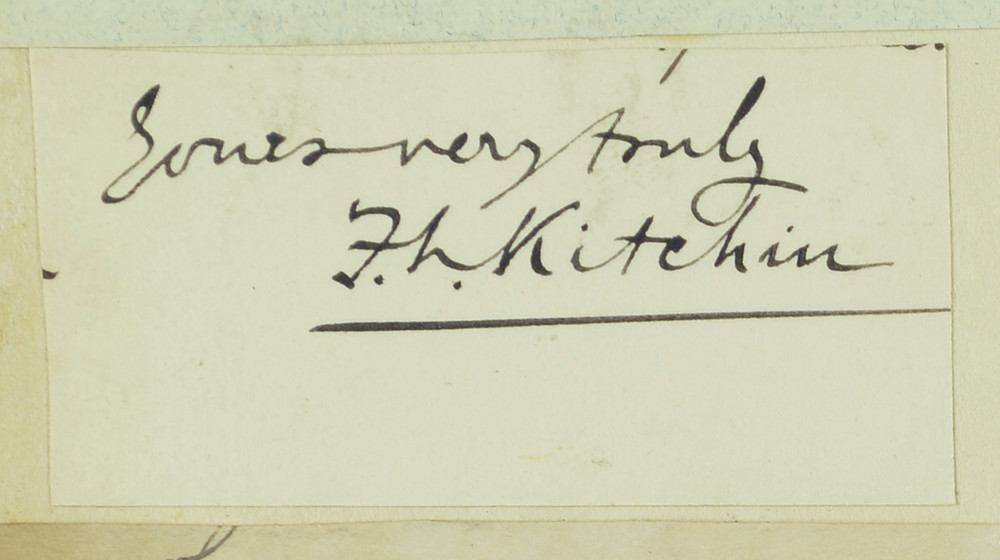 Yours very truly
F. L. Kitchin